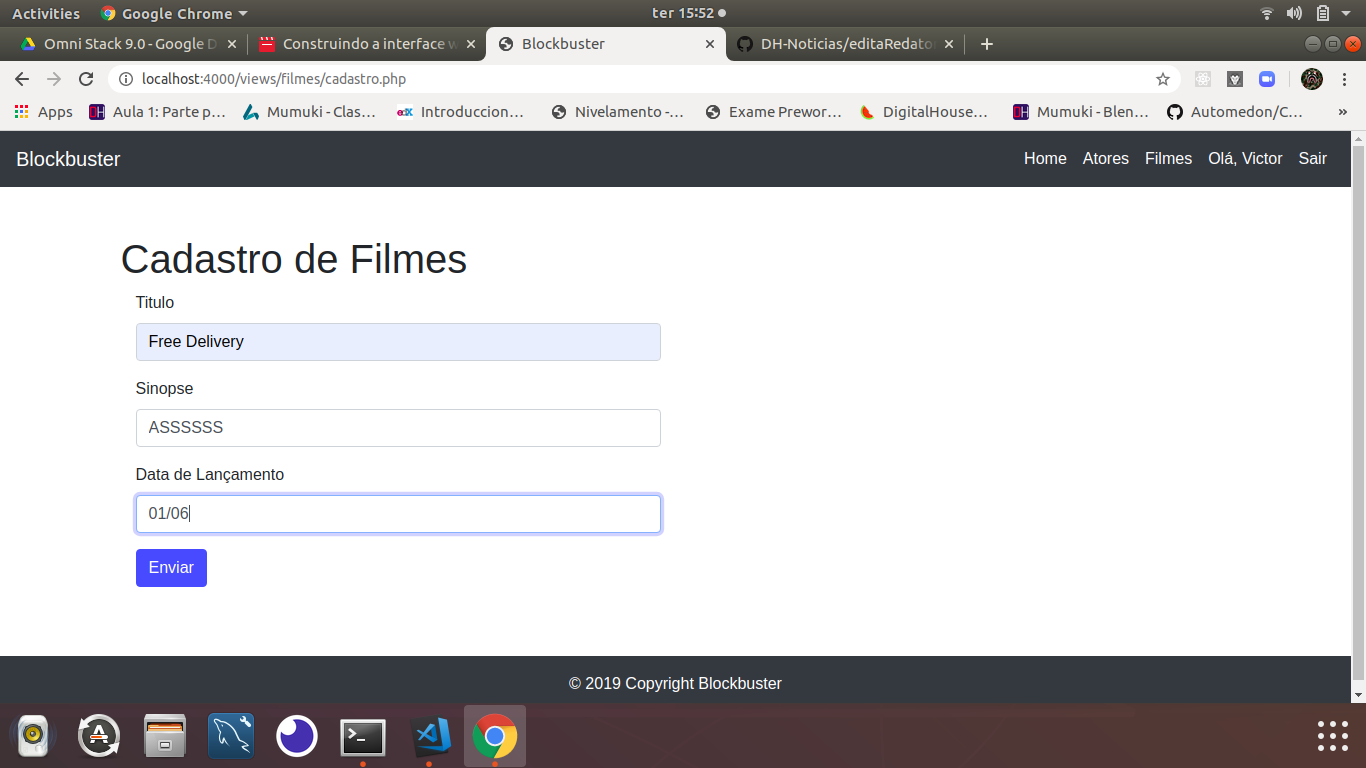 Activities Google Chrome ter 15:52
Omni Stack 9.0 - Google D Construindo a interface w Blockbuster DH-Noticias/editaRedator
localhost:4000/views/filmes/cadastro.php
Apps Aula 1: Parte p... Mumuki - Clas... Introduccion... Nivelamento -... Exame Prewor... DigitalHouse... Mumuki - Blen... Automedon/C... »
Blockbuster Home Atores Filmes Olá, Victor Sair
Cadastro de Filmes
Titulo
Free Delivery
Sinopse
ASSSSSS
Data de Lançamento
01/06
Enviar
© 2019 Copyright Blockbuster